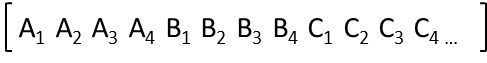 [ A₁ A₂ A₃ A₄ B₁ B₂ B₃ B₄ C₁ C₂ C₃ C₄ ... ]